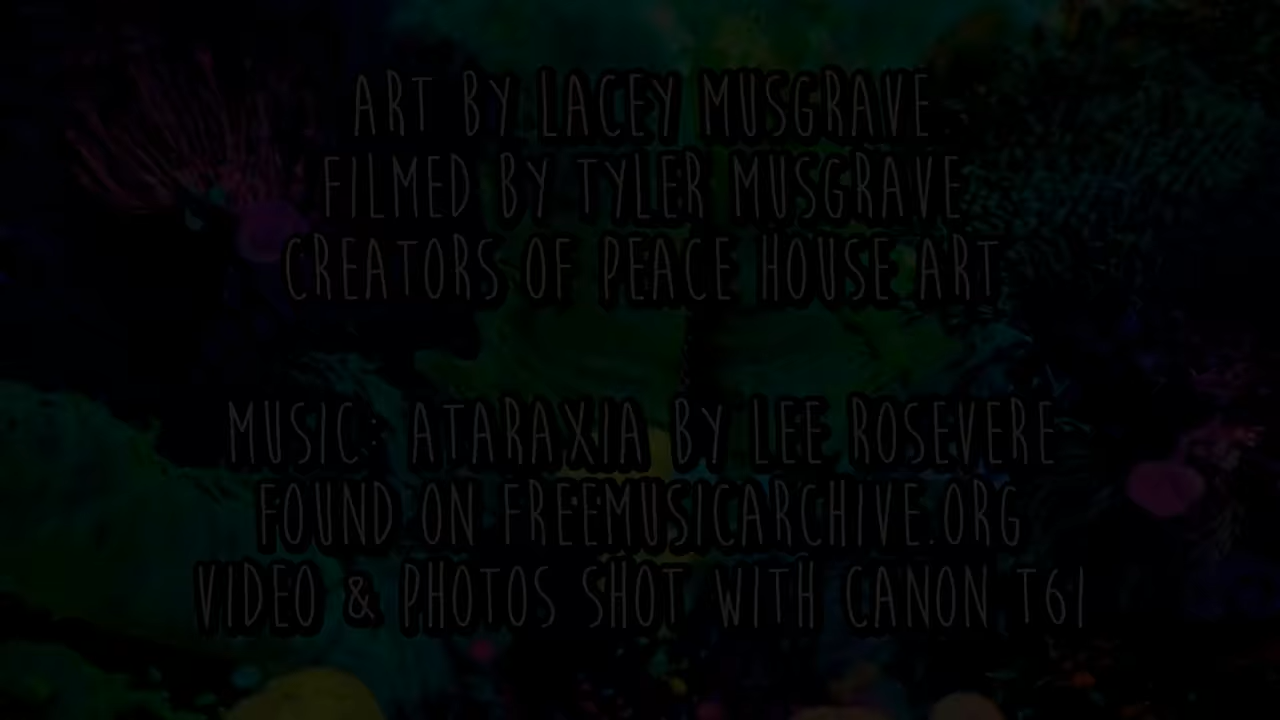 ART BY LACEY MUSGRAVE
FILMED BY TYLER MUSGRAVE
CREATORS OF PEACE HOUSE ART
MUSIC: ATARAXIA BY LEE ROSEVERE
FOUND ON FREEMUSICARCHIVE.ORG
VIDEO & PHOTOS SHOT WITH CANON T6I